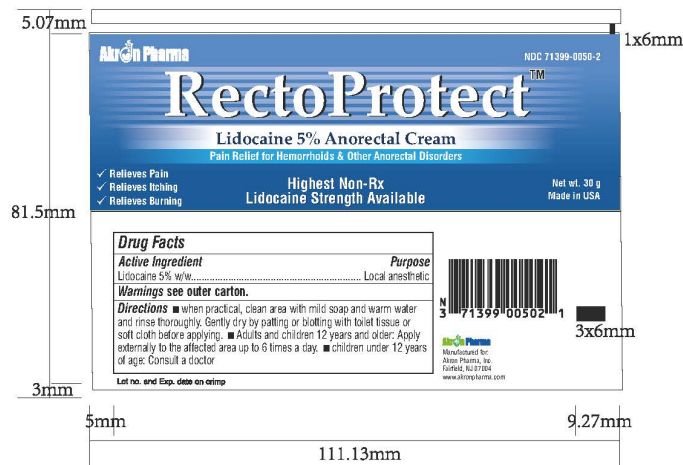 5.07mm
1x6mm
Akron Pharma
NDC 71399-0050-2
RectoProtect™
Lidocaine 5% Anorectal Cream
Pain Relief for Hemorrhoids & Other Anorectal Disorders
✓ Relieves Pain
✓ Relieves Itching
✓ Relieves Burning
Highest Non-Rx
Lidocaine Strength Available
Net wt. 30 g
Made in USA
81.5mm
Drug Facts
Active Ingredient Purpose
Lidocaine 5% w/w.................................................................. Local anesthetic
Warnings see outer carton.
Directions ■ when practical, clean area with mild soap and warm water
and rinse thoroughly. Gently dry by patting or blotting with toilet tissue or
soft cloth before applying. ■ Adults and children 12 years and older: Apply
externally to the affected area up to 6 times a day. ■ children under 12 years
of age: Consult a doctor
Lot no. and Exp. date on crimp
N
3 71399 00502 1
3x6mm
Akron Pharma
Manufactured for:
Akron Pharma, Inc.
Fairfield, NJ 07004
www.akronpharma.com
3mm
5mm
9.27mm
111.13mm